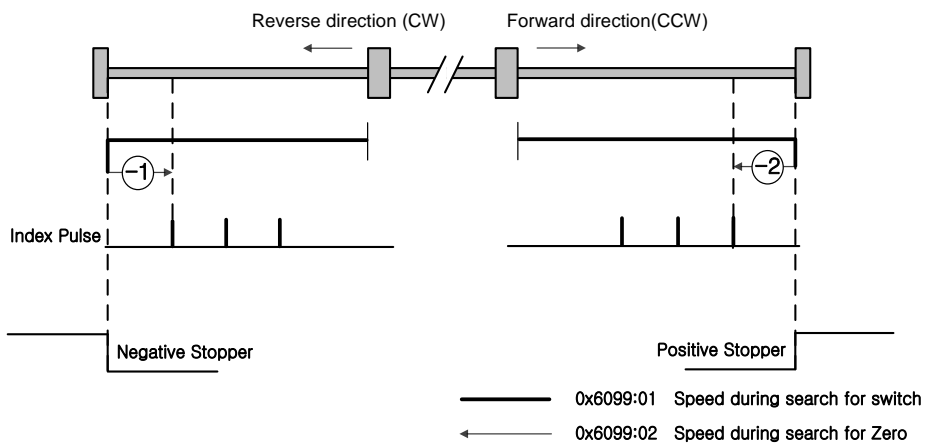 Reverse direction (CW)
Forward direction(CCW)
-1
-2
Index Pulse
Negative Stopper
Positive Stopper
0x6099:01 Speed during search for switch
0x6099:02 Speed during search for Zero